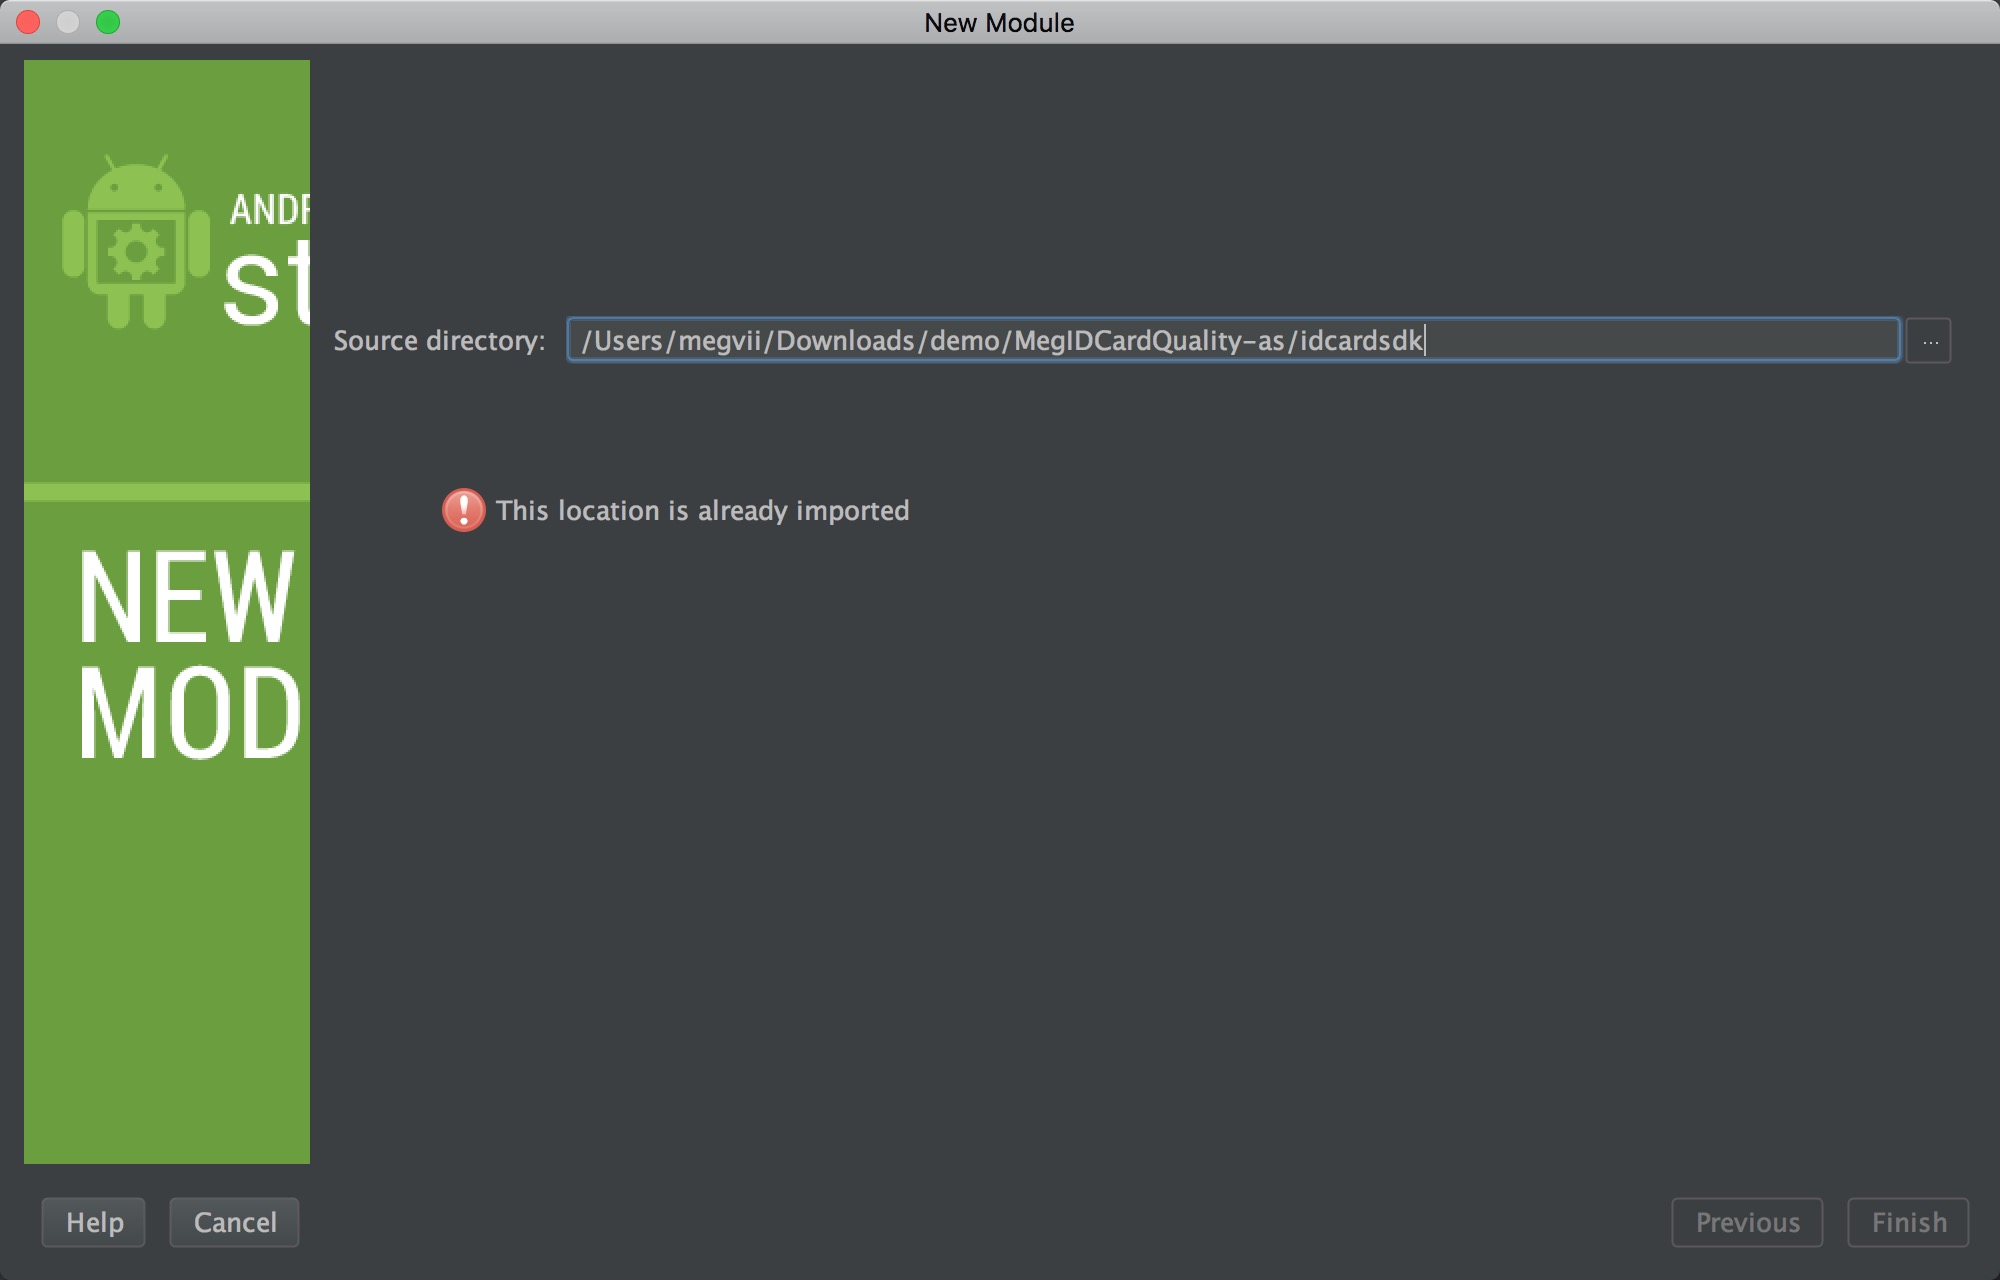 New Module
ANDR
st
NEW
MOD
Source directory: /Users/megvii/Downloads/demo/MegIDCardQuality-as/idcardsdk ...
This location is already imported
Help Cancel Previous Finish